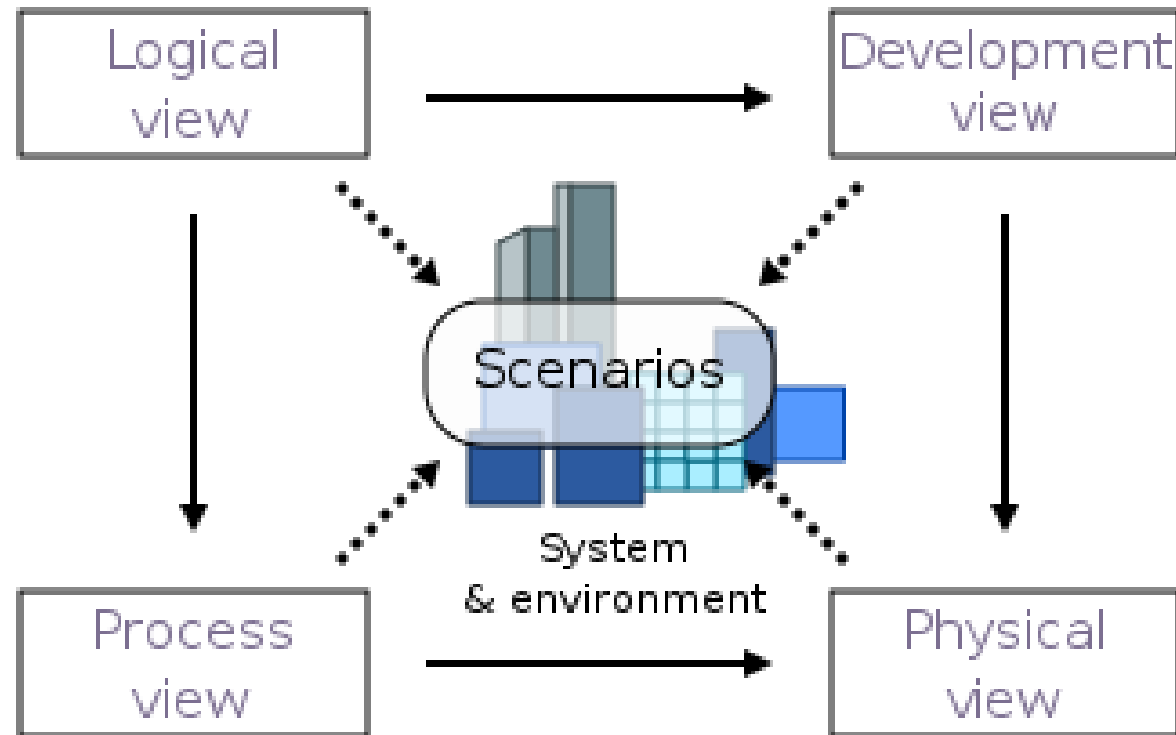 Logical
view
Development
view
Scenarios
System
& environment
Process
view
Physical
view